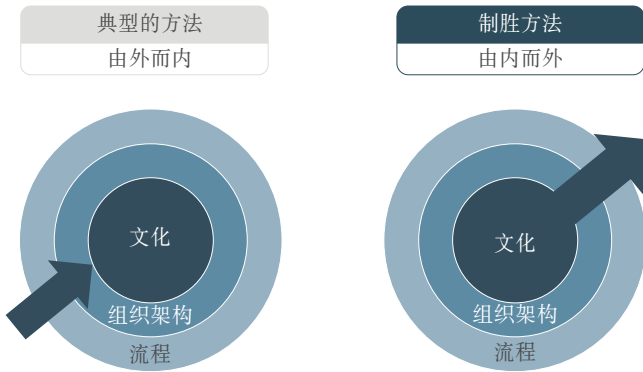 典型的方法
由外而内
文化
组织架构
流程
制胜方法
由内而外
文化
组织架构
流程